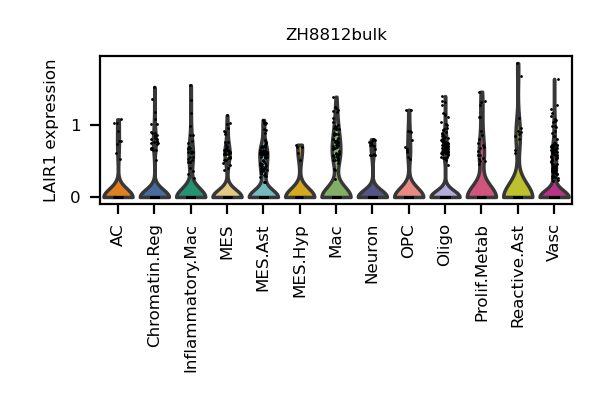 ZH8812bulk
LAIR1 expression
1
0
AC
Chromatin.Reg
Inflammatory.Mac
MES
MES.Ast
MES.Hyp
Mac
Neuron
OPC
Oligo
Prolif.Metab
Reactive.Ast
Vasc